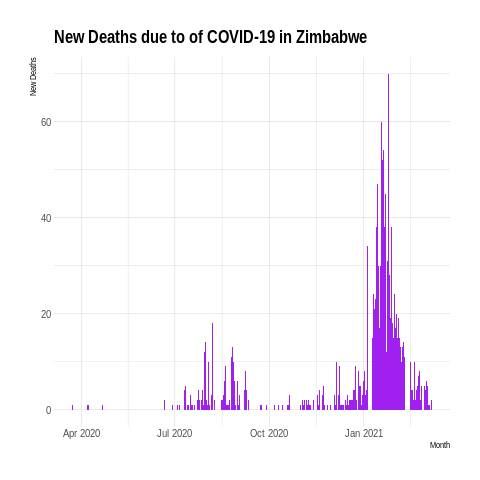 New Deaths due to of COVID-19 in Zimbabwe
New Deaths
60
40
20
0
Apr 2020 Jul 2020 Oct 2020 Jan 2021
Month